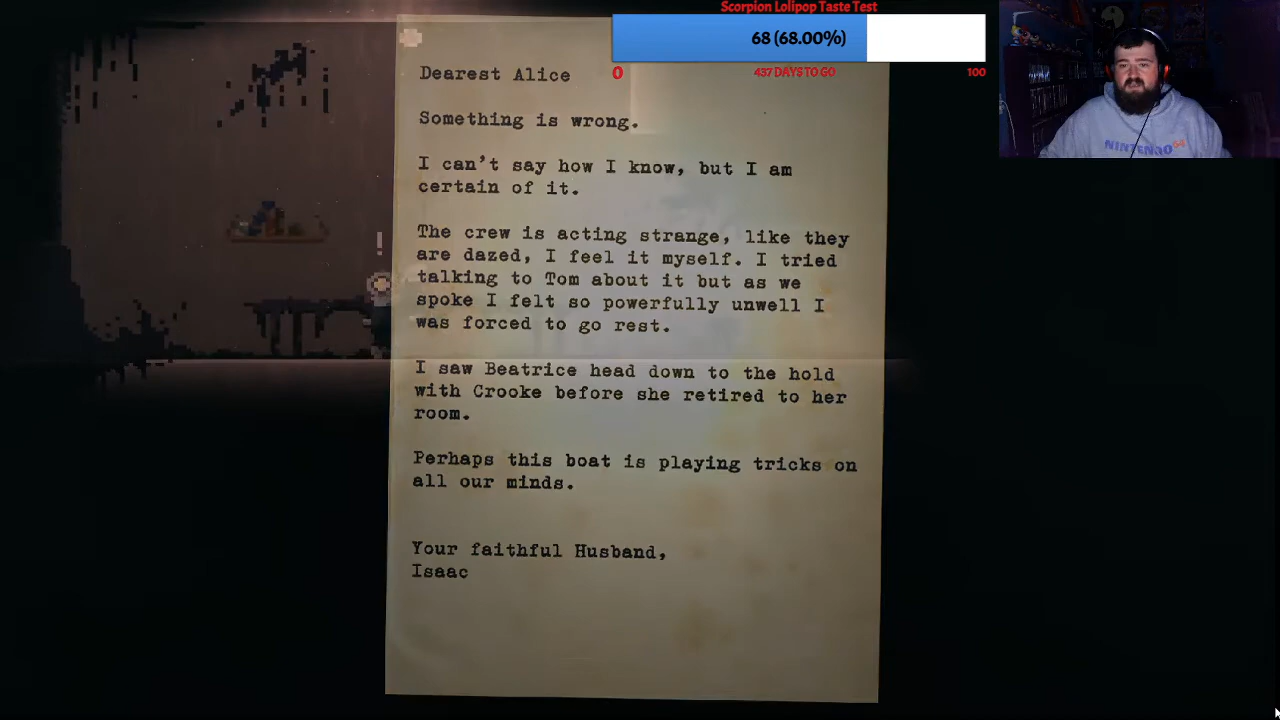 Scorpion Lolipop Taste Test
68 (68.00%)
0
437 DAYS TO GO
100
Dearest Alice
Something is wrong.
I can't say how I know, but I am
certain of it.
The crew is acting strange, like they
are dazed, I feel it myself. I tried
talking to Tom about it but as we
spoke I felt so powerfully unwell I
was forced to go rest.
I saw Beatrice head down to the hold
with Crooke before she retired to her
room.
Perhaps this boat is playing tricks on
all our minds.
Your faithful Husband,
Isaac